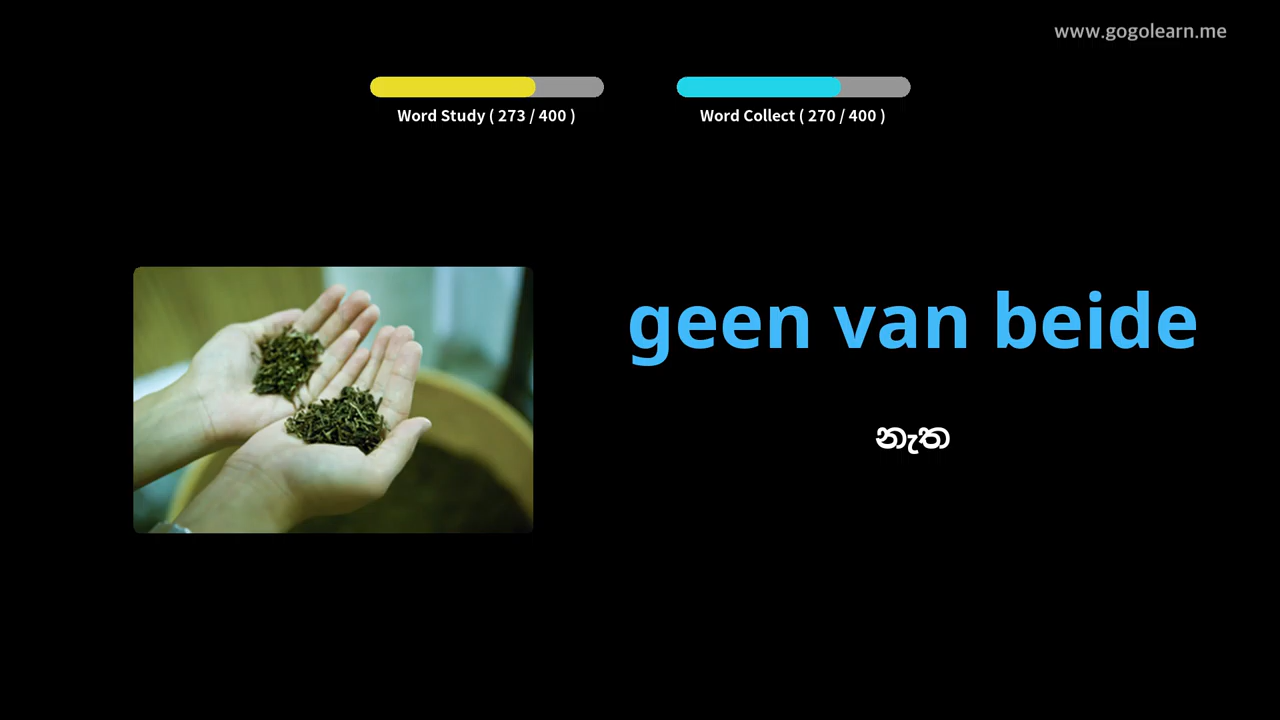 www.gogolearn.me
Word Study ( 273 / 400 )
Word Collect ( 270 / 400 )
geen van beide
නැත